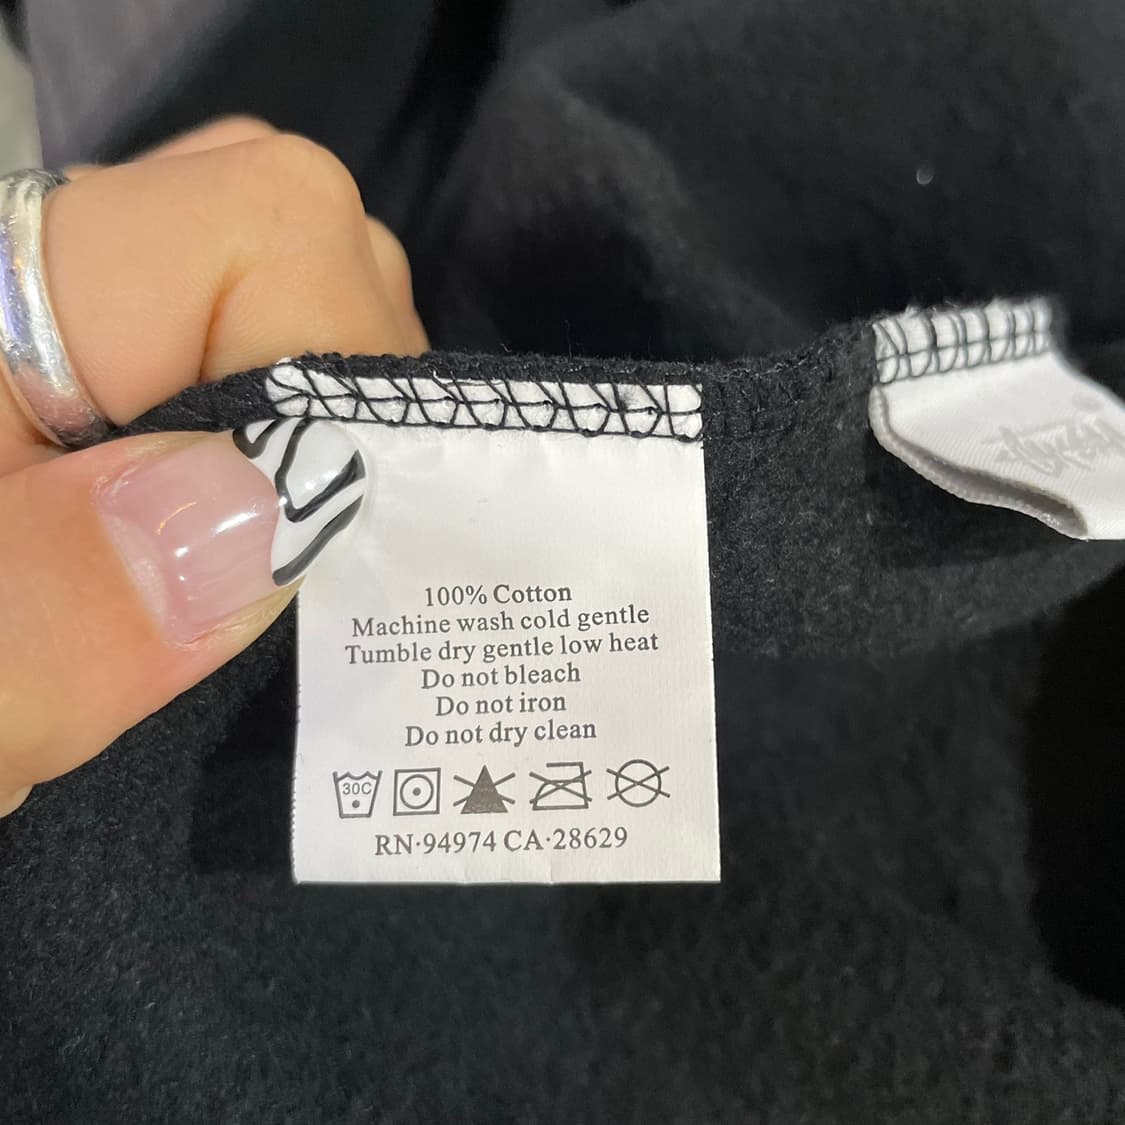 100% Cotton
Machine wash cold gentle
Tumble dry gentle low heat
Do not bleach
Do not iron
Do not dry clean
30C
RN·94974 CA·28629